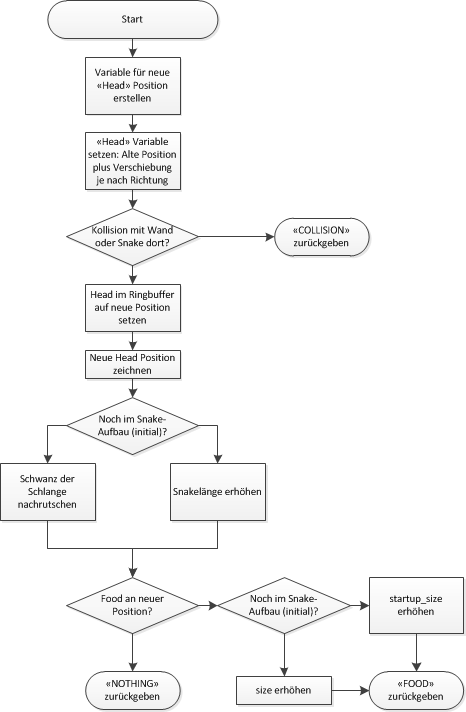 Start
Variable für neue
«Head» Position
erstellen
«Head» Variable
setzen: Alte Position
plus Verschiebung
je nach Richtung
Kollision mit Wand
oder Snake dort?
«COLLISION»
zurückgeben
Head im Ringbuffer
auf neue Position
setzen
Neue Head Position
zeichnen
Noch im Snake-
Aufbau (initial)?
Schwanz der
Schlange
nachrutschen
Snakelänge erhöhen
Food an neuer
Position?
Noch im Snake-
Aufbau (initial)?
startup_size
erhöhen
«NOTHING»
zurückgeben
size erhöhen
«FOOD»
zurückgeben